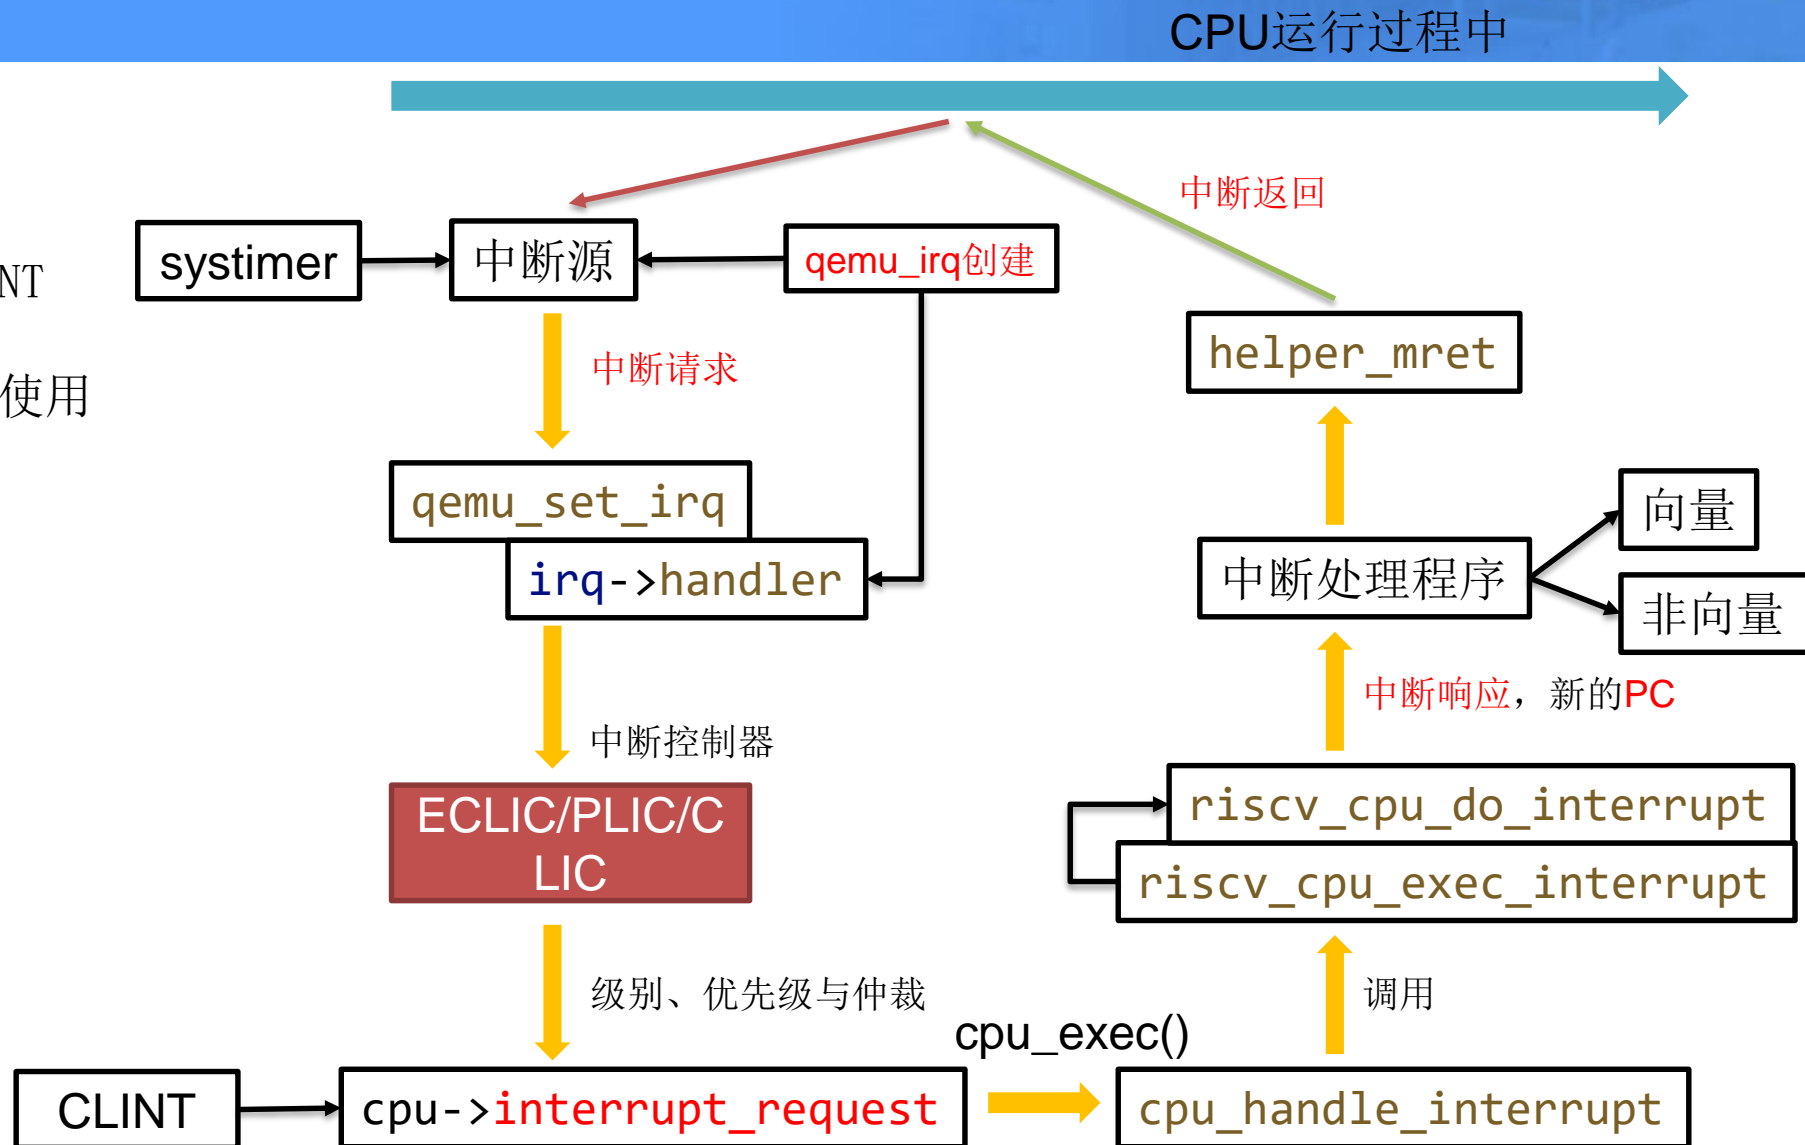 CPU运行过程中
中断返回
systimer
中断源
qemu_irq创建
NT
使用
中断请求
helper_mret
qemu_set_irq
irq->handler
向量
中断处理程序
非向量
中断响应，新的PC
中断控制器
ECLIC/PLIC/C
LIC
riscv_cpu_do_interrupt
riscv_cpu_exec_interrupt
级别、优先级与仲裁
调用
cpu_exec()
CLINT
cpu->interrupt_request
cpu_handle_interrupt